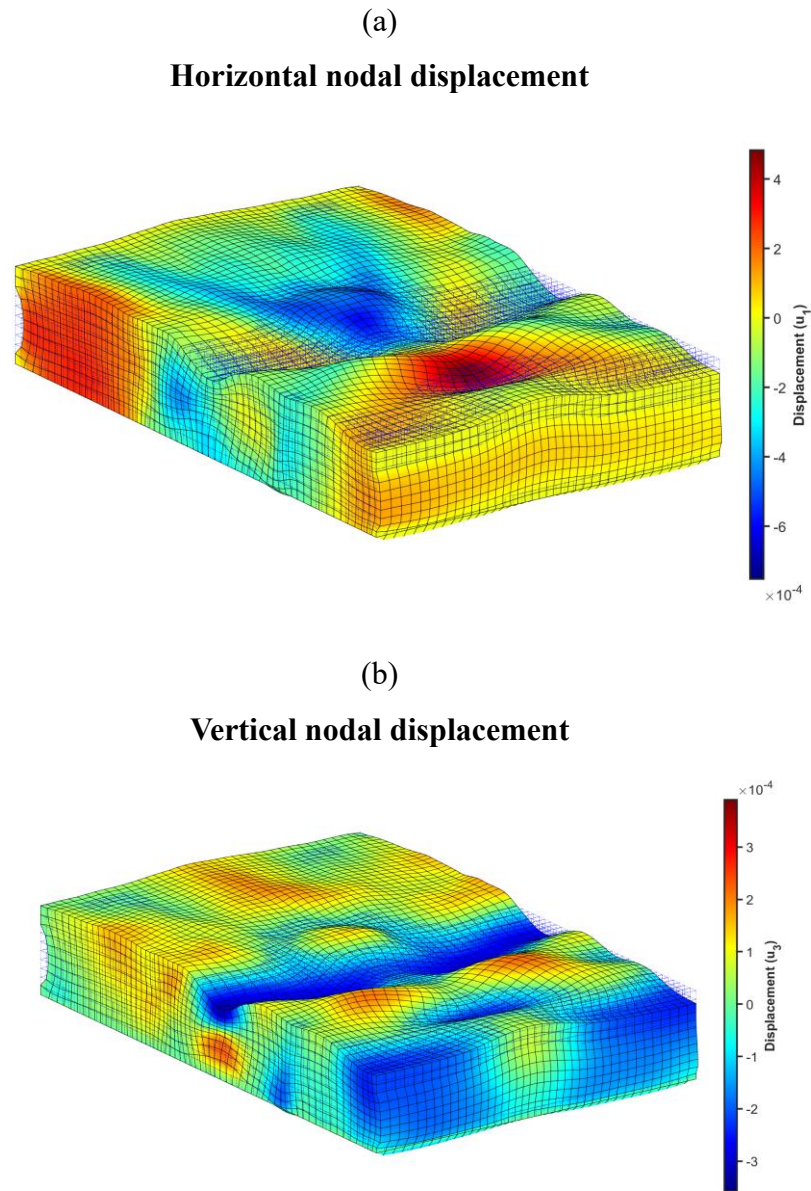 (a)
Horizontal nodal displacement
4
2
0
-2
-4
-6
Displacement (u₁)
×10⁻⁴
(b)
Vertical nodal displacement
×10⁻⁴
3
2
1
0
-1
-2
-3
Displacement (u₃)